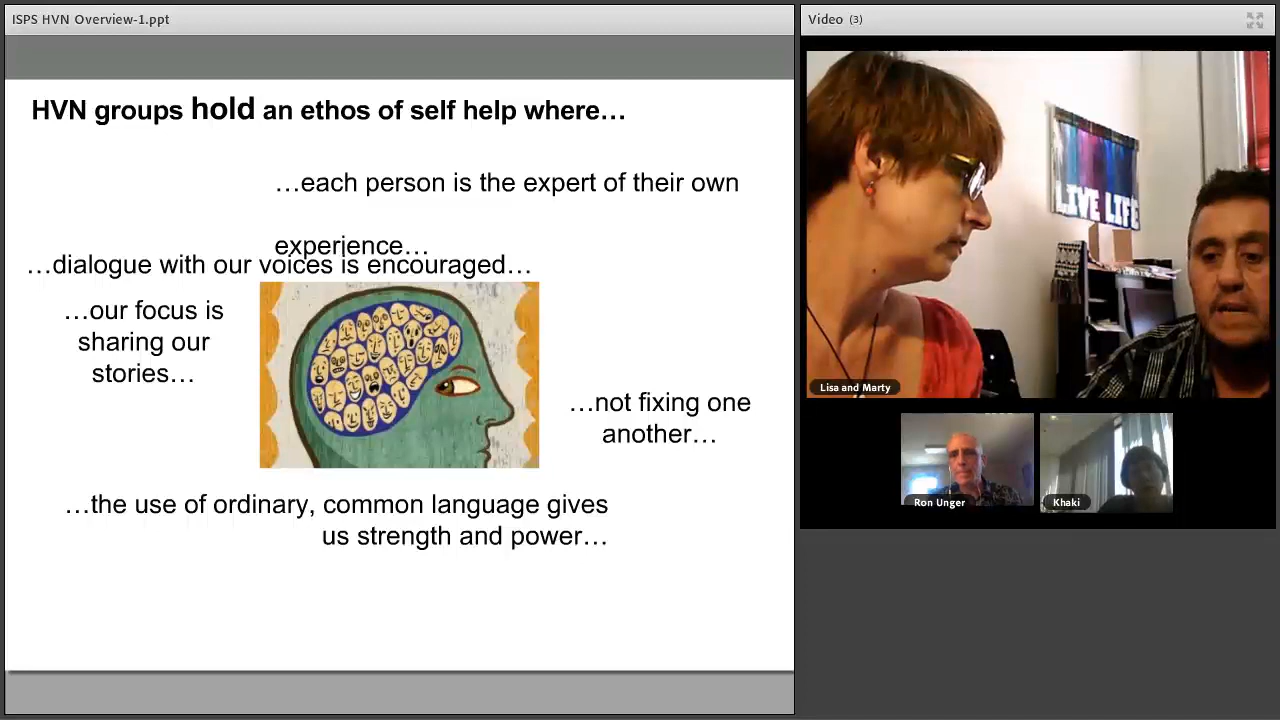 ISPS HVN Overview-1.ppt
HVN groups hold an ethos of self help where…
…each person is the expert of their own
experience…
…dialogue with our voices is encouraged…
…our focus is
sharing our
stories…
…not fixing one
another…
…the use of ordinary, common language gives
us strength and power…
Video (3)
LIVE LIFE
Lisa and Marty
Ron Unger
Khaki